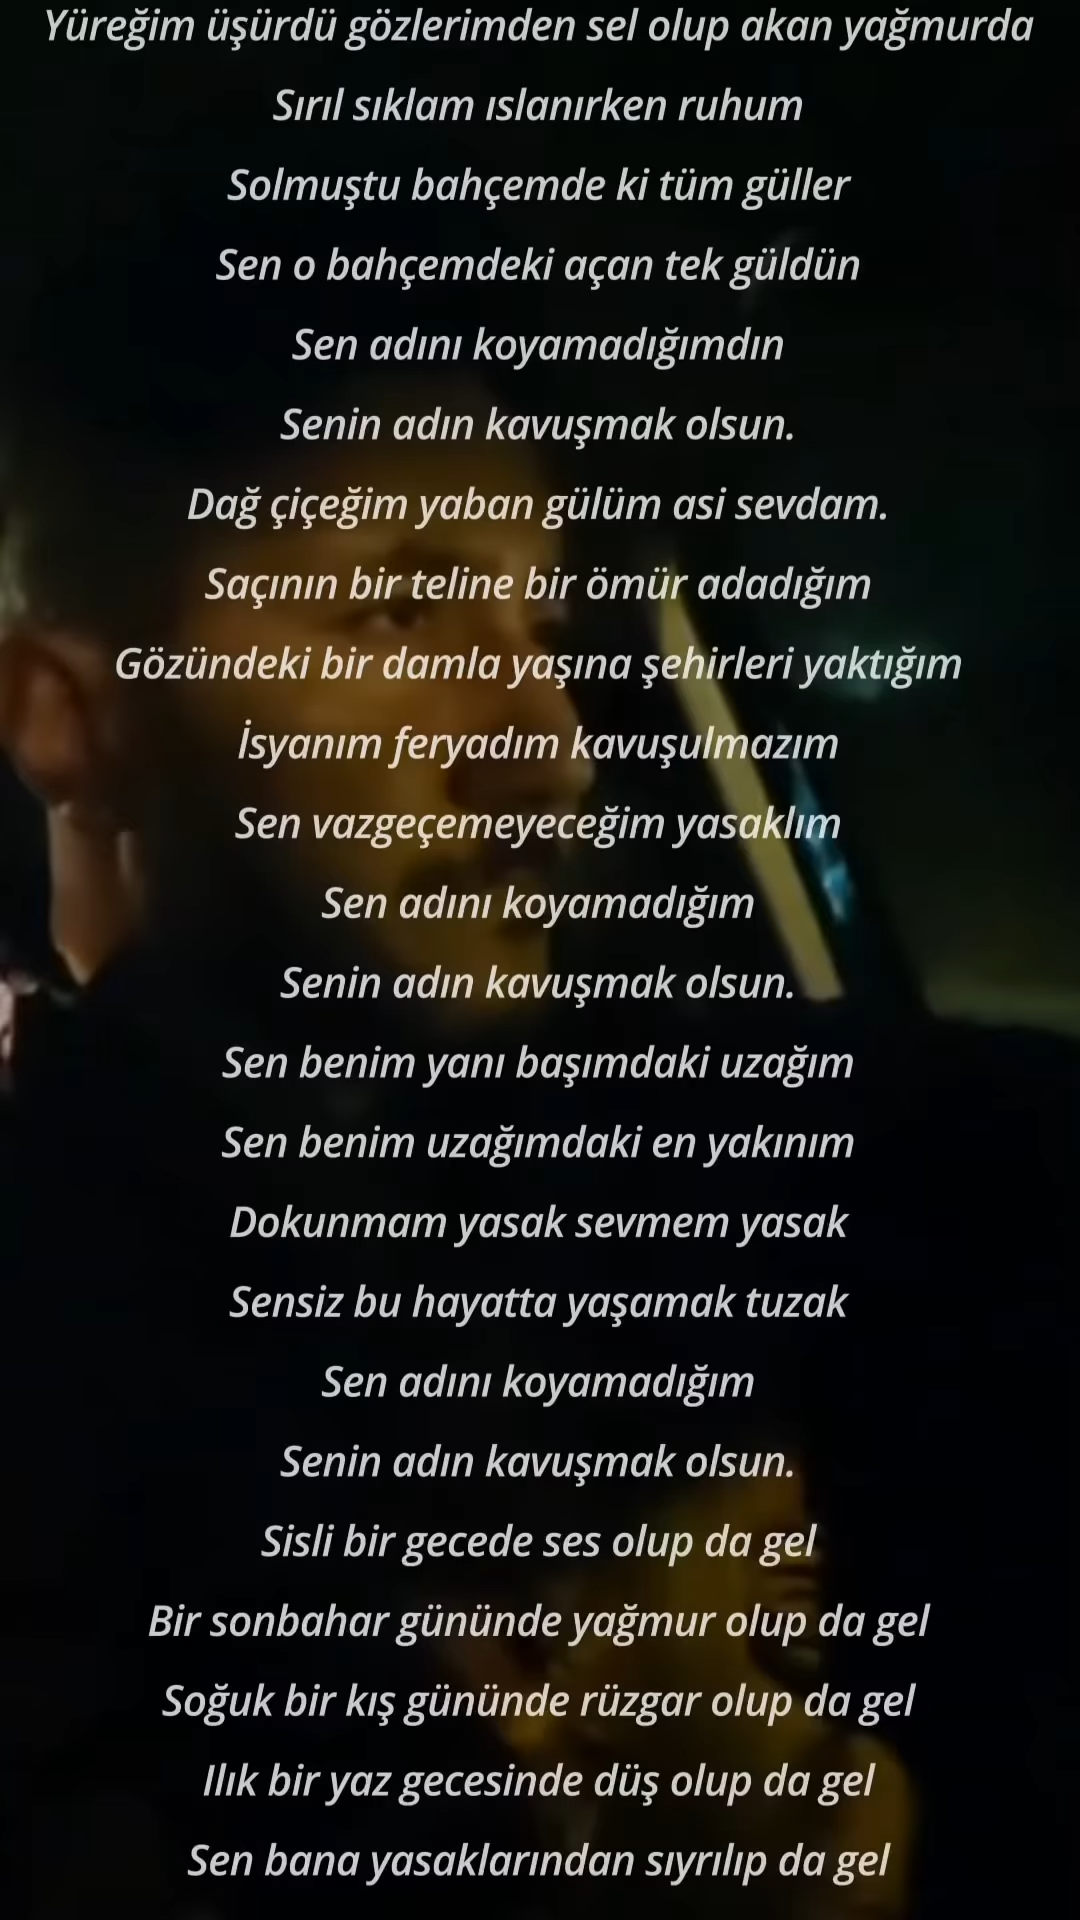 Yüreğim üşürdü gözlerimden sel olup akan yağmurda
Sırıl sıklam ıslanırken ruhum
Solmuştu bahçemde ki tüm güller
Sen o bahçemdeki açan tek güldün
Sen adını koyamadığımdın
Senin adın kavuşmak olsun.
Dağ çiçeğim yaban gülüm asi sevdam.
Saçının bir teline bir ömür adadığım
Gözündeki bir damla yaşına şehirleri yaktığım
İsyanım feryadım kavuşulmazım
Sen vazgeçemeyeceğim yasaklım
Sen adını koyamadığım
Senin adın kavuşmak olsun.
Sen benim yanı başımdaki uzağım
Sen benim uzağımdaki en yakınım
Dokunmam yasak sevmem yasak
Sensiz bu hayatta yaşamak tuzak
Sen adını koyamadığım
Senin adın kavuşmak olsun.
Sisli bir gecede ses olup da gel
Bir sonbahar gününde yağmur olup da gel
Soğuk bir kış gününde rüzgar olup da gel
Ilık bir yaz gecesinde düş olup da gel
Sen bana yasaklarından sıyrılıp da gel